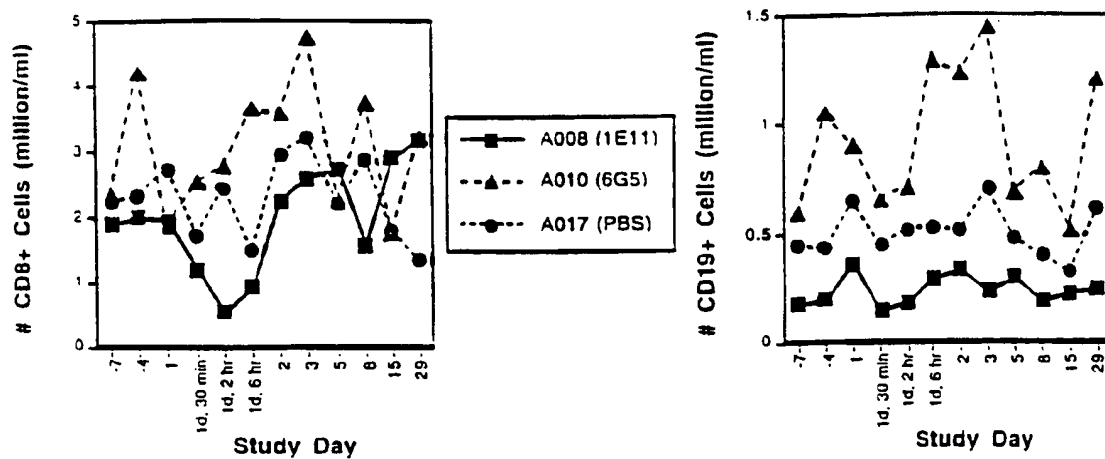 # CD8+ Cells (million/ml)
5
4
3
2
1
0
-7
-4
1
1d, 30 min
1d, 2 hr
1d, 6 hr
2
3
5
8
15
29
Study Day
A008 (1E11)
A010 (6G5)
A017 (PBS)
# CD19+ Cells (million/ml)
1.5
1
0.5
0
-7
-4
1
1d, 30 min
1d, 2 hr
1d, 6 hr
2
3
5
8
15
29
Study Day